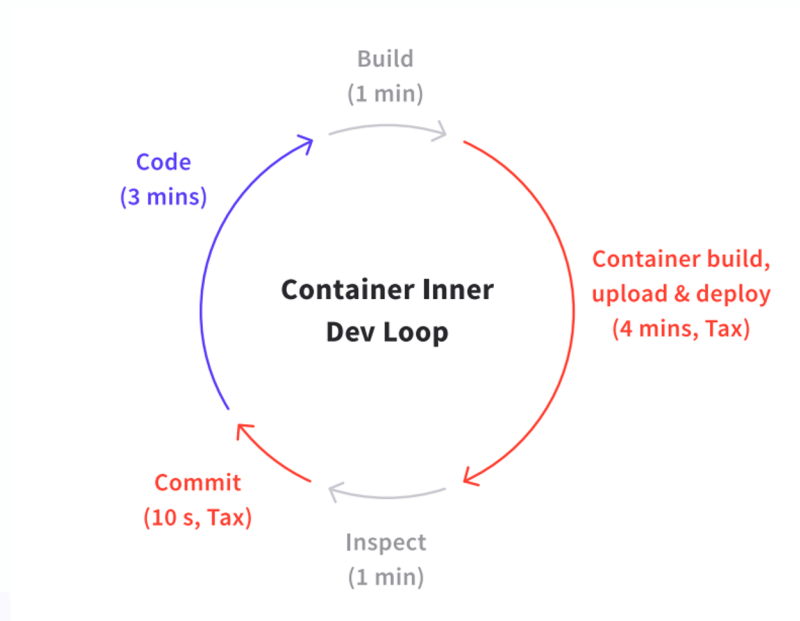 Build
(1 min)
Code
(3 mins)
Container build,
upload & deploy
(4 mins, Tax)
Container Inner
Dev Loop
Commit
(10 s, Tax)
Inspect
(1 min)